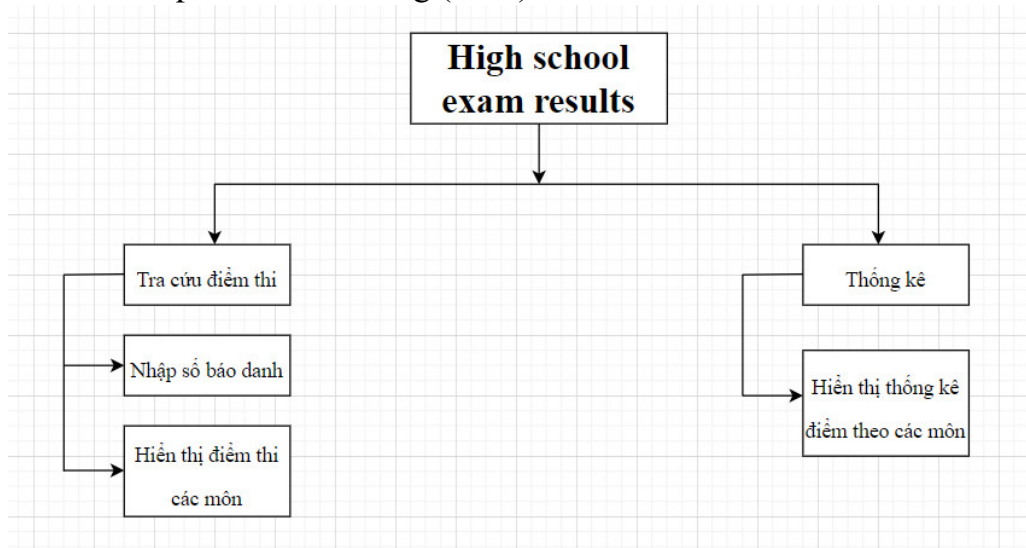 High school
exam results
Tra cứu điểm thi
Thống kê
Nhập số báo danh
Hiển thị thống kê
điểm theo các môn
Hiển thị điểm thi
các môn